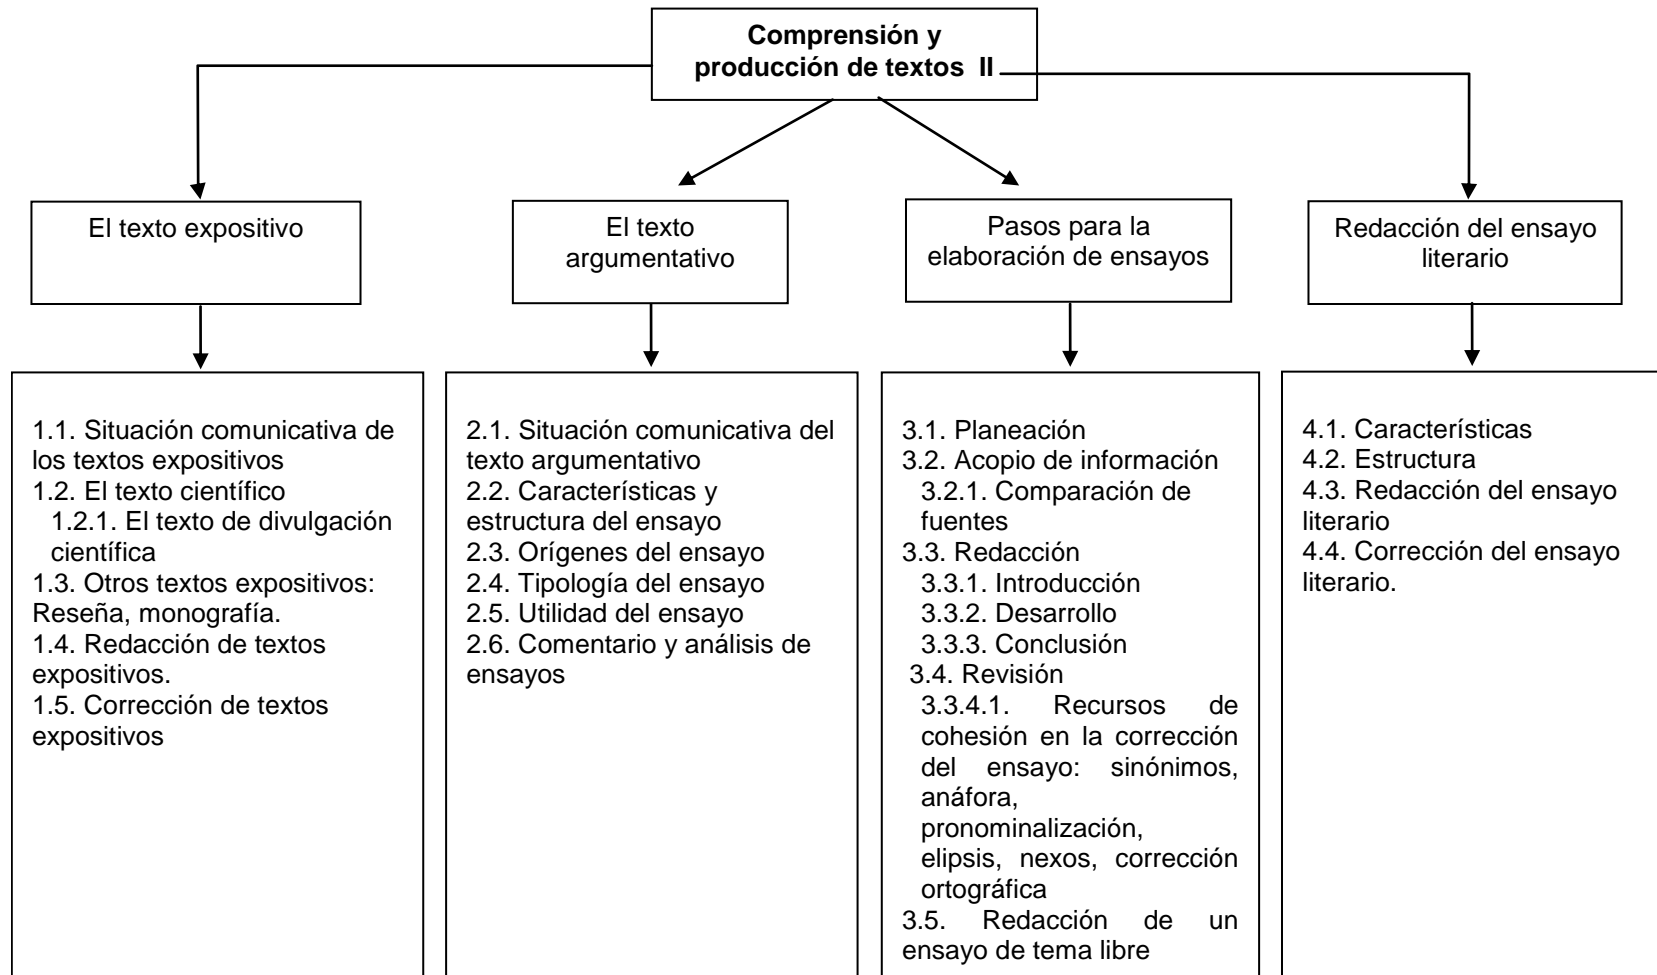 Comprensión y
producción de textos II
El texto expositivo
El texto
argumentativo
Pasos para la
elaboración de ensayos
Redacción del ensayo
literario
1.1. Situación comunicativa de
los textos expositivos
1.2. El texto científico
1.2.1. El texto de divulgación
científica
1.3. Otros textos expositivos:
Reseña, monografía.
1.4. Redacción de textos
expositivos.
1.5. Corrección de textos
expositivos
2.1. Situación comunicativa del
texto argumentativo
2.2. Características y
estructura del ensayo
2.3. Orígenes del ensayo
2.4. Tipología del ensayo
2.5. Utilidad del ensayo
2.6. Comentario y análisis de
ensayos
3.1. Planeación
3.2. Acopio de información
3.2.1. Comparación de
fuentes
3.3. Redacción
3.3.1. Introducción
3.3.2. Desarrollo
3.3.3. Conclusión
3.4. Revisión
3.3.4.1. Recursos de
cohesión en la corrección
del ensayo: sinónimos,
anáfora,
pronominalización,
elipsis, nexos, corrección
ortográfica
3.5. Redacción de un
ensayo de tema libre
4.1. Características
4.2. Estructura
4.3. Redacción del ensayo
literario
4.4. Corrección del ensayo
literario.